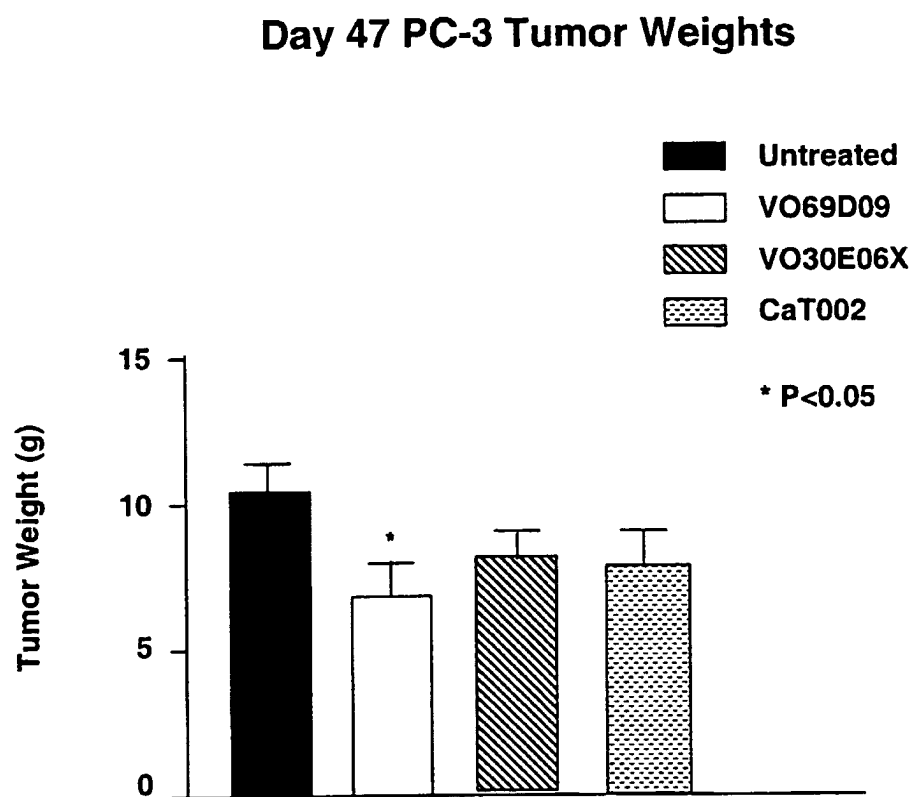 Day 47 PC-3 Tumor Weights
Untreated
VO69D09
VO30E06X
CaT002
* P<0.05
15
10
5
0
Tumor Weight (g)
*